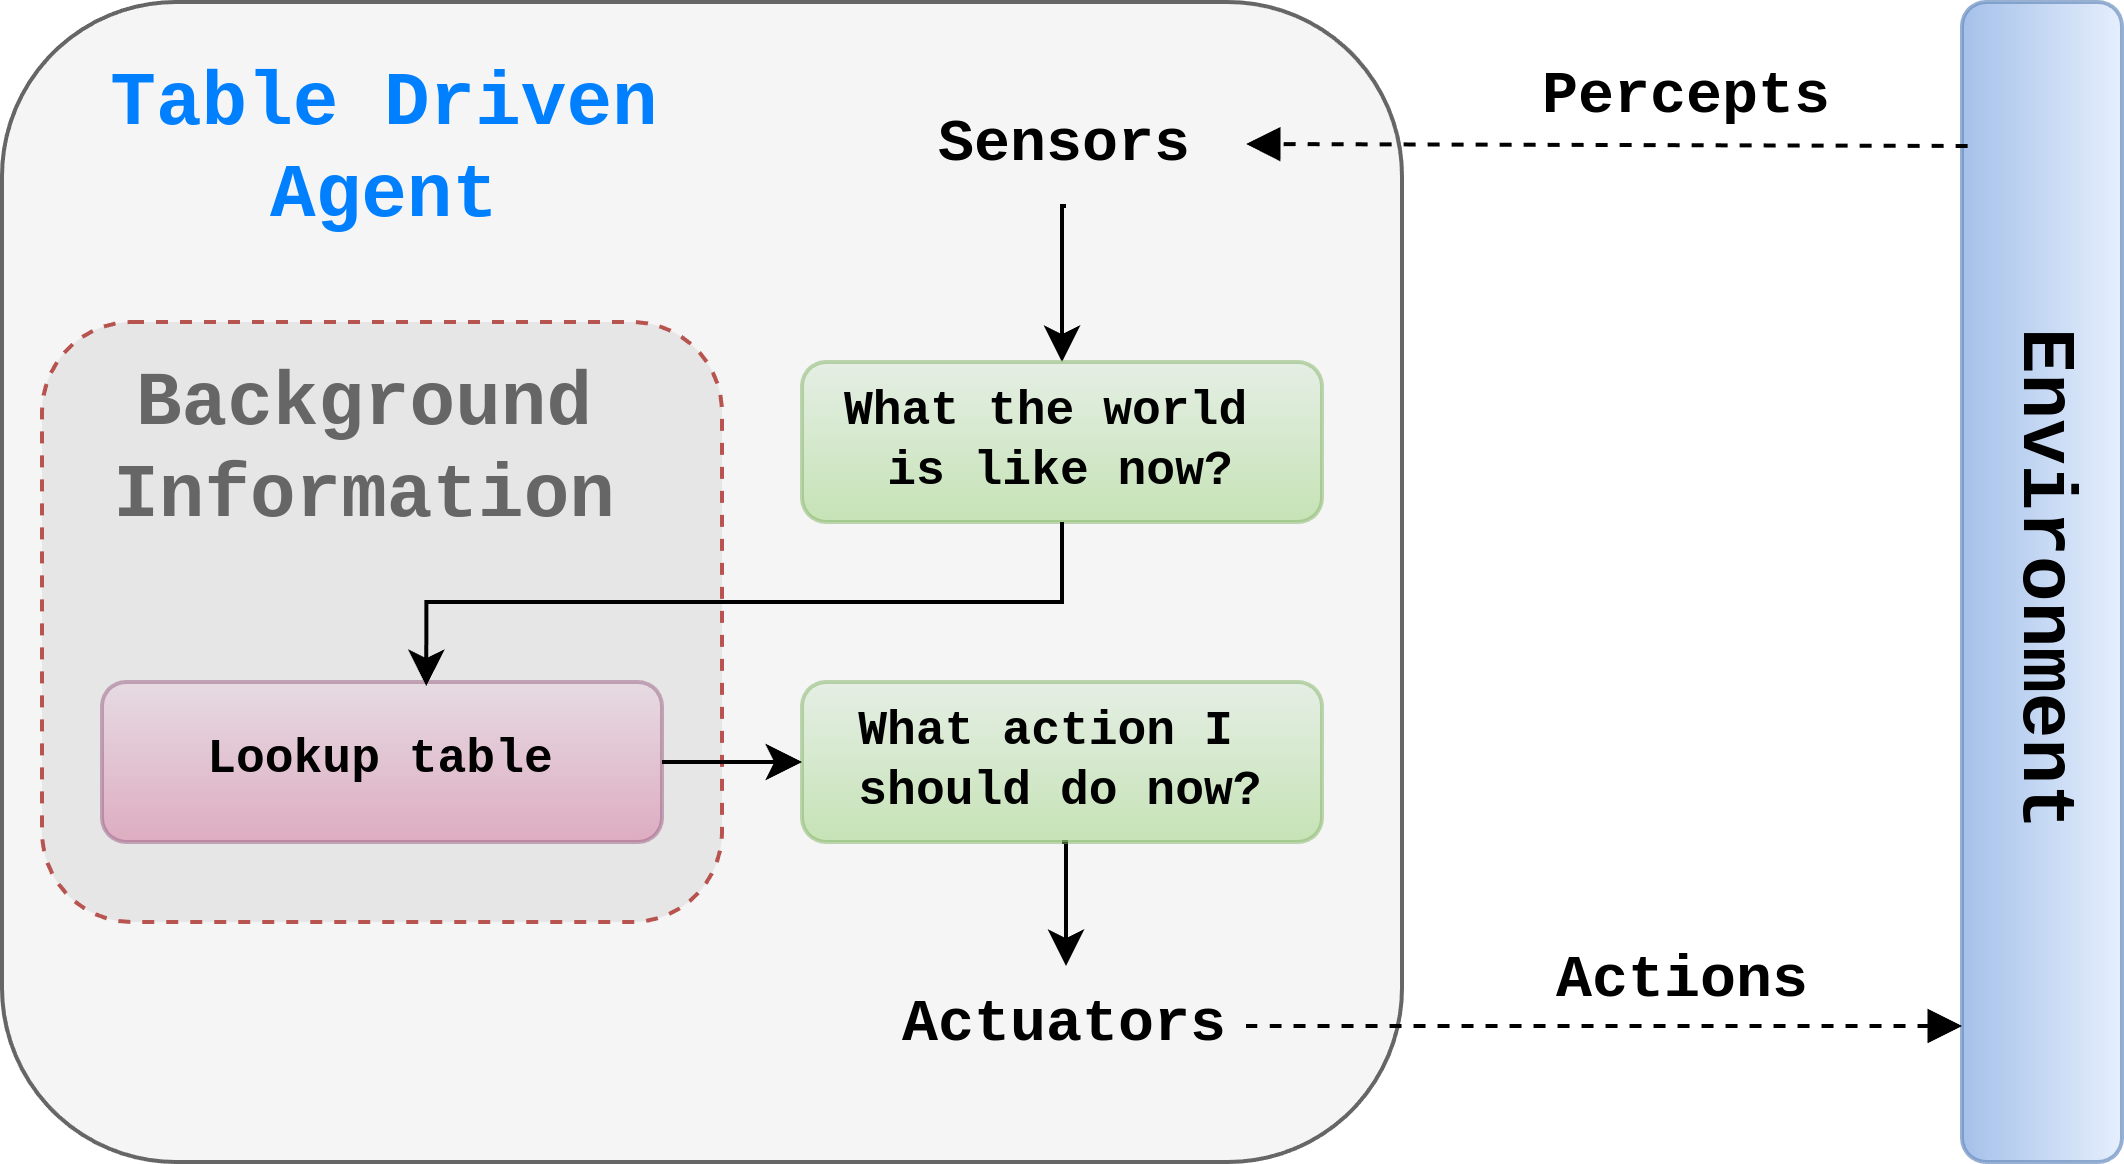 Table Driven
Agent
Sensors
Percepts
Background
Information
What the world
is like now?
Environment
Lookup table
What action I
should do now?
Actuators
Actions